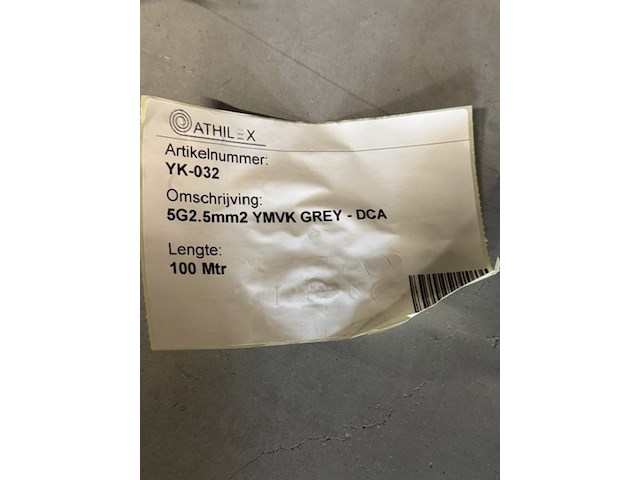 ATHILEX
Artikelnummer:
YK-032
Omschrijving:
5G2.5mm2 YMVK GREY - DCA
Lengte:
100 Mtr